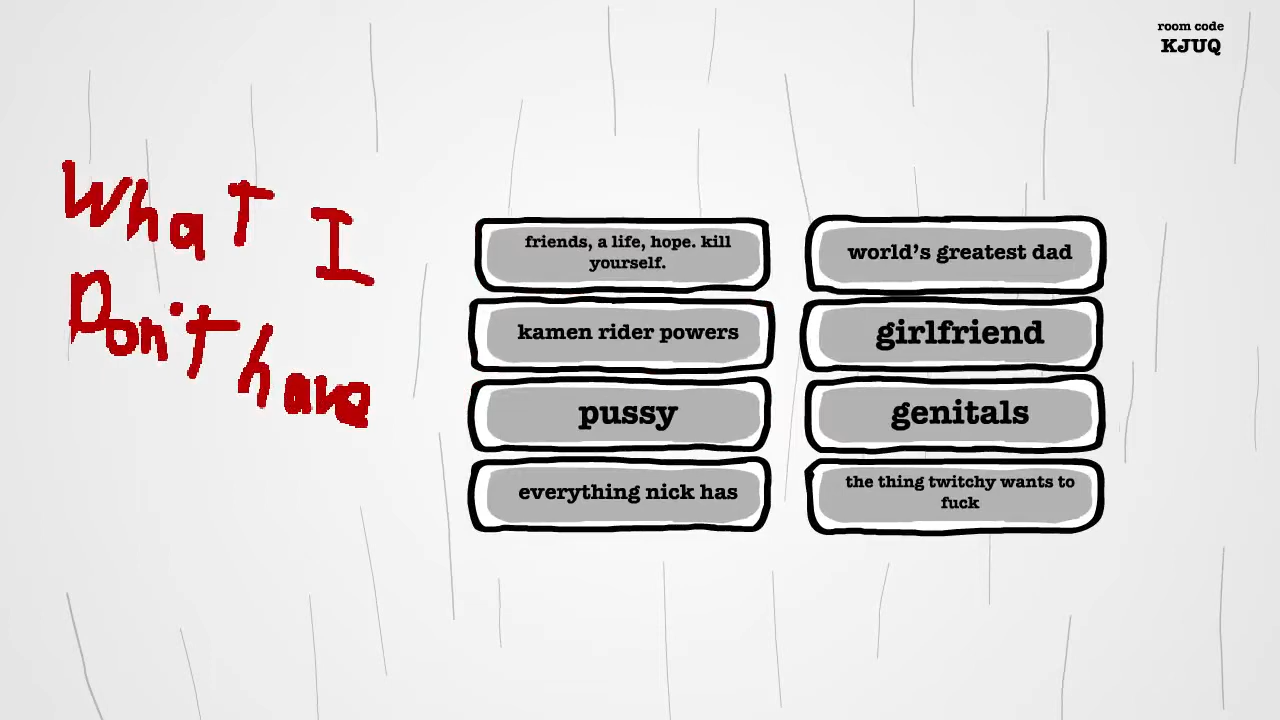 room code
KJUQ
What I
Don't have
friends, a life, hope. kill
yourself.
world's greatest dad
kamen rider powers
girlfriend
pussy
genitals
everything nick has
the thing twitchy wants to
fuck